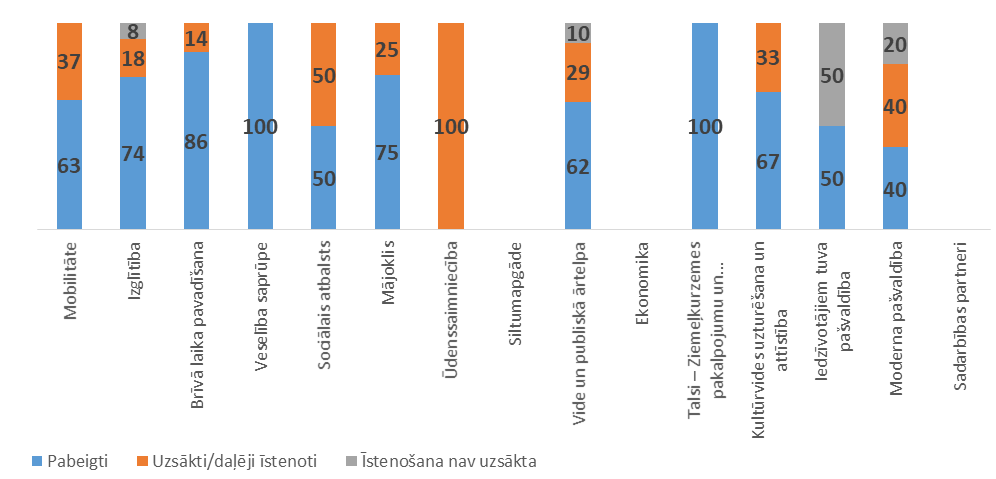 8
10
37
18
14
50
25
29
33
50
20
40
100
100
100
63
74
86
50
75
62
67
50
40
Mobilitāte
Izglītība
Brīvā laika pavadīšana
Veselība saprūpe
Sociālais atbalsts
Mājoklis
Ūdenssaimniecība
Siltumapgāde
Vide un publiskā ārtelpa
Ekonomika
Talsi – Ziemeļkurzemes
pakalpojumu un...
Kultūrvides uzturēšana un
attīstība
Iedzīvotājiem tuva
pašvaldība
Moderna pašvaldība
Sadarbības partneri
Pabeigti
Uzsākti/daļēji īstenoti
Īstenošana nav uzsākta